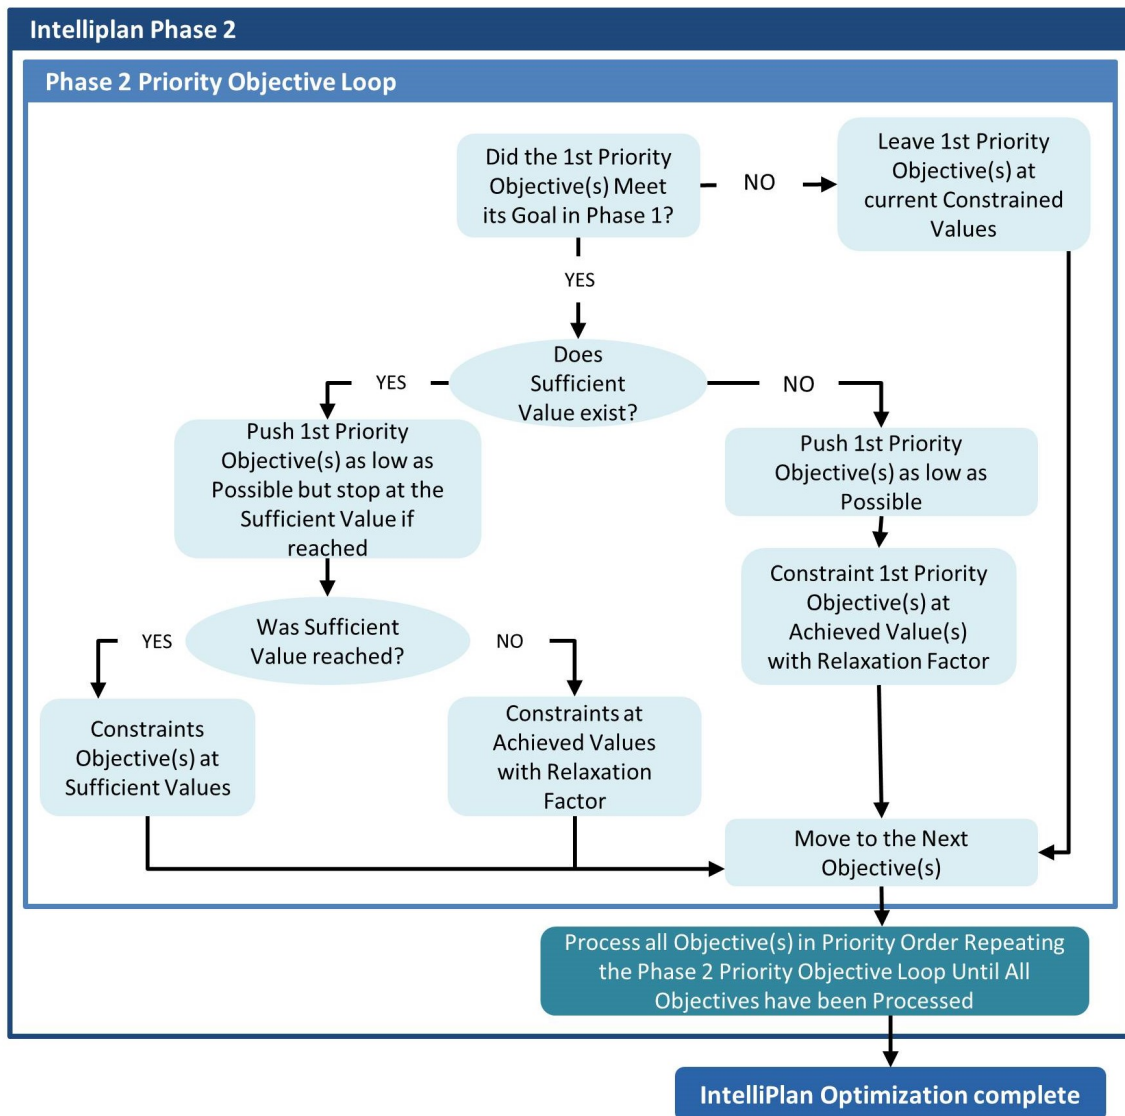 Intelliplan Phase 2
Phase 2 Priority Objective Loop
Did the 1st Priority
Objective(s) Meet
its Goal in Phase 1?
NO
Leave 1st Priority
Objective(s) at
current Constrained
Values
YES
Does
Sufficient
Value exist?
YES
NO
Push 1st Priority
Objective(s) as low as
Possible but stop at the
Sufficient Value if
reached
Push 1st Priority
Objective(s) as low as
Possible
Constraint 1st Priority
Objective(s) at
Achieved Value(s)
with Relaxation Factor
Was Sufficient
Value reached?
YES
NO
Constraints
Objective(s) at
Sufficient Values
Constraints at
Achieved Values
with Relaxation
Factor
Move to the Next
Objective(s)
Process all Objective(s) in Priority Order Repeating
the Phase 2 Priority Objective Loop Until All
Objectives have been Processed
IntelliPlan Optimization complete